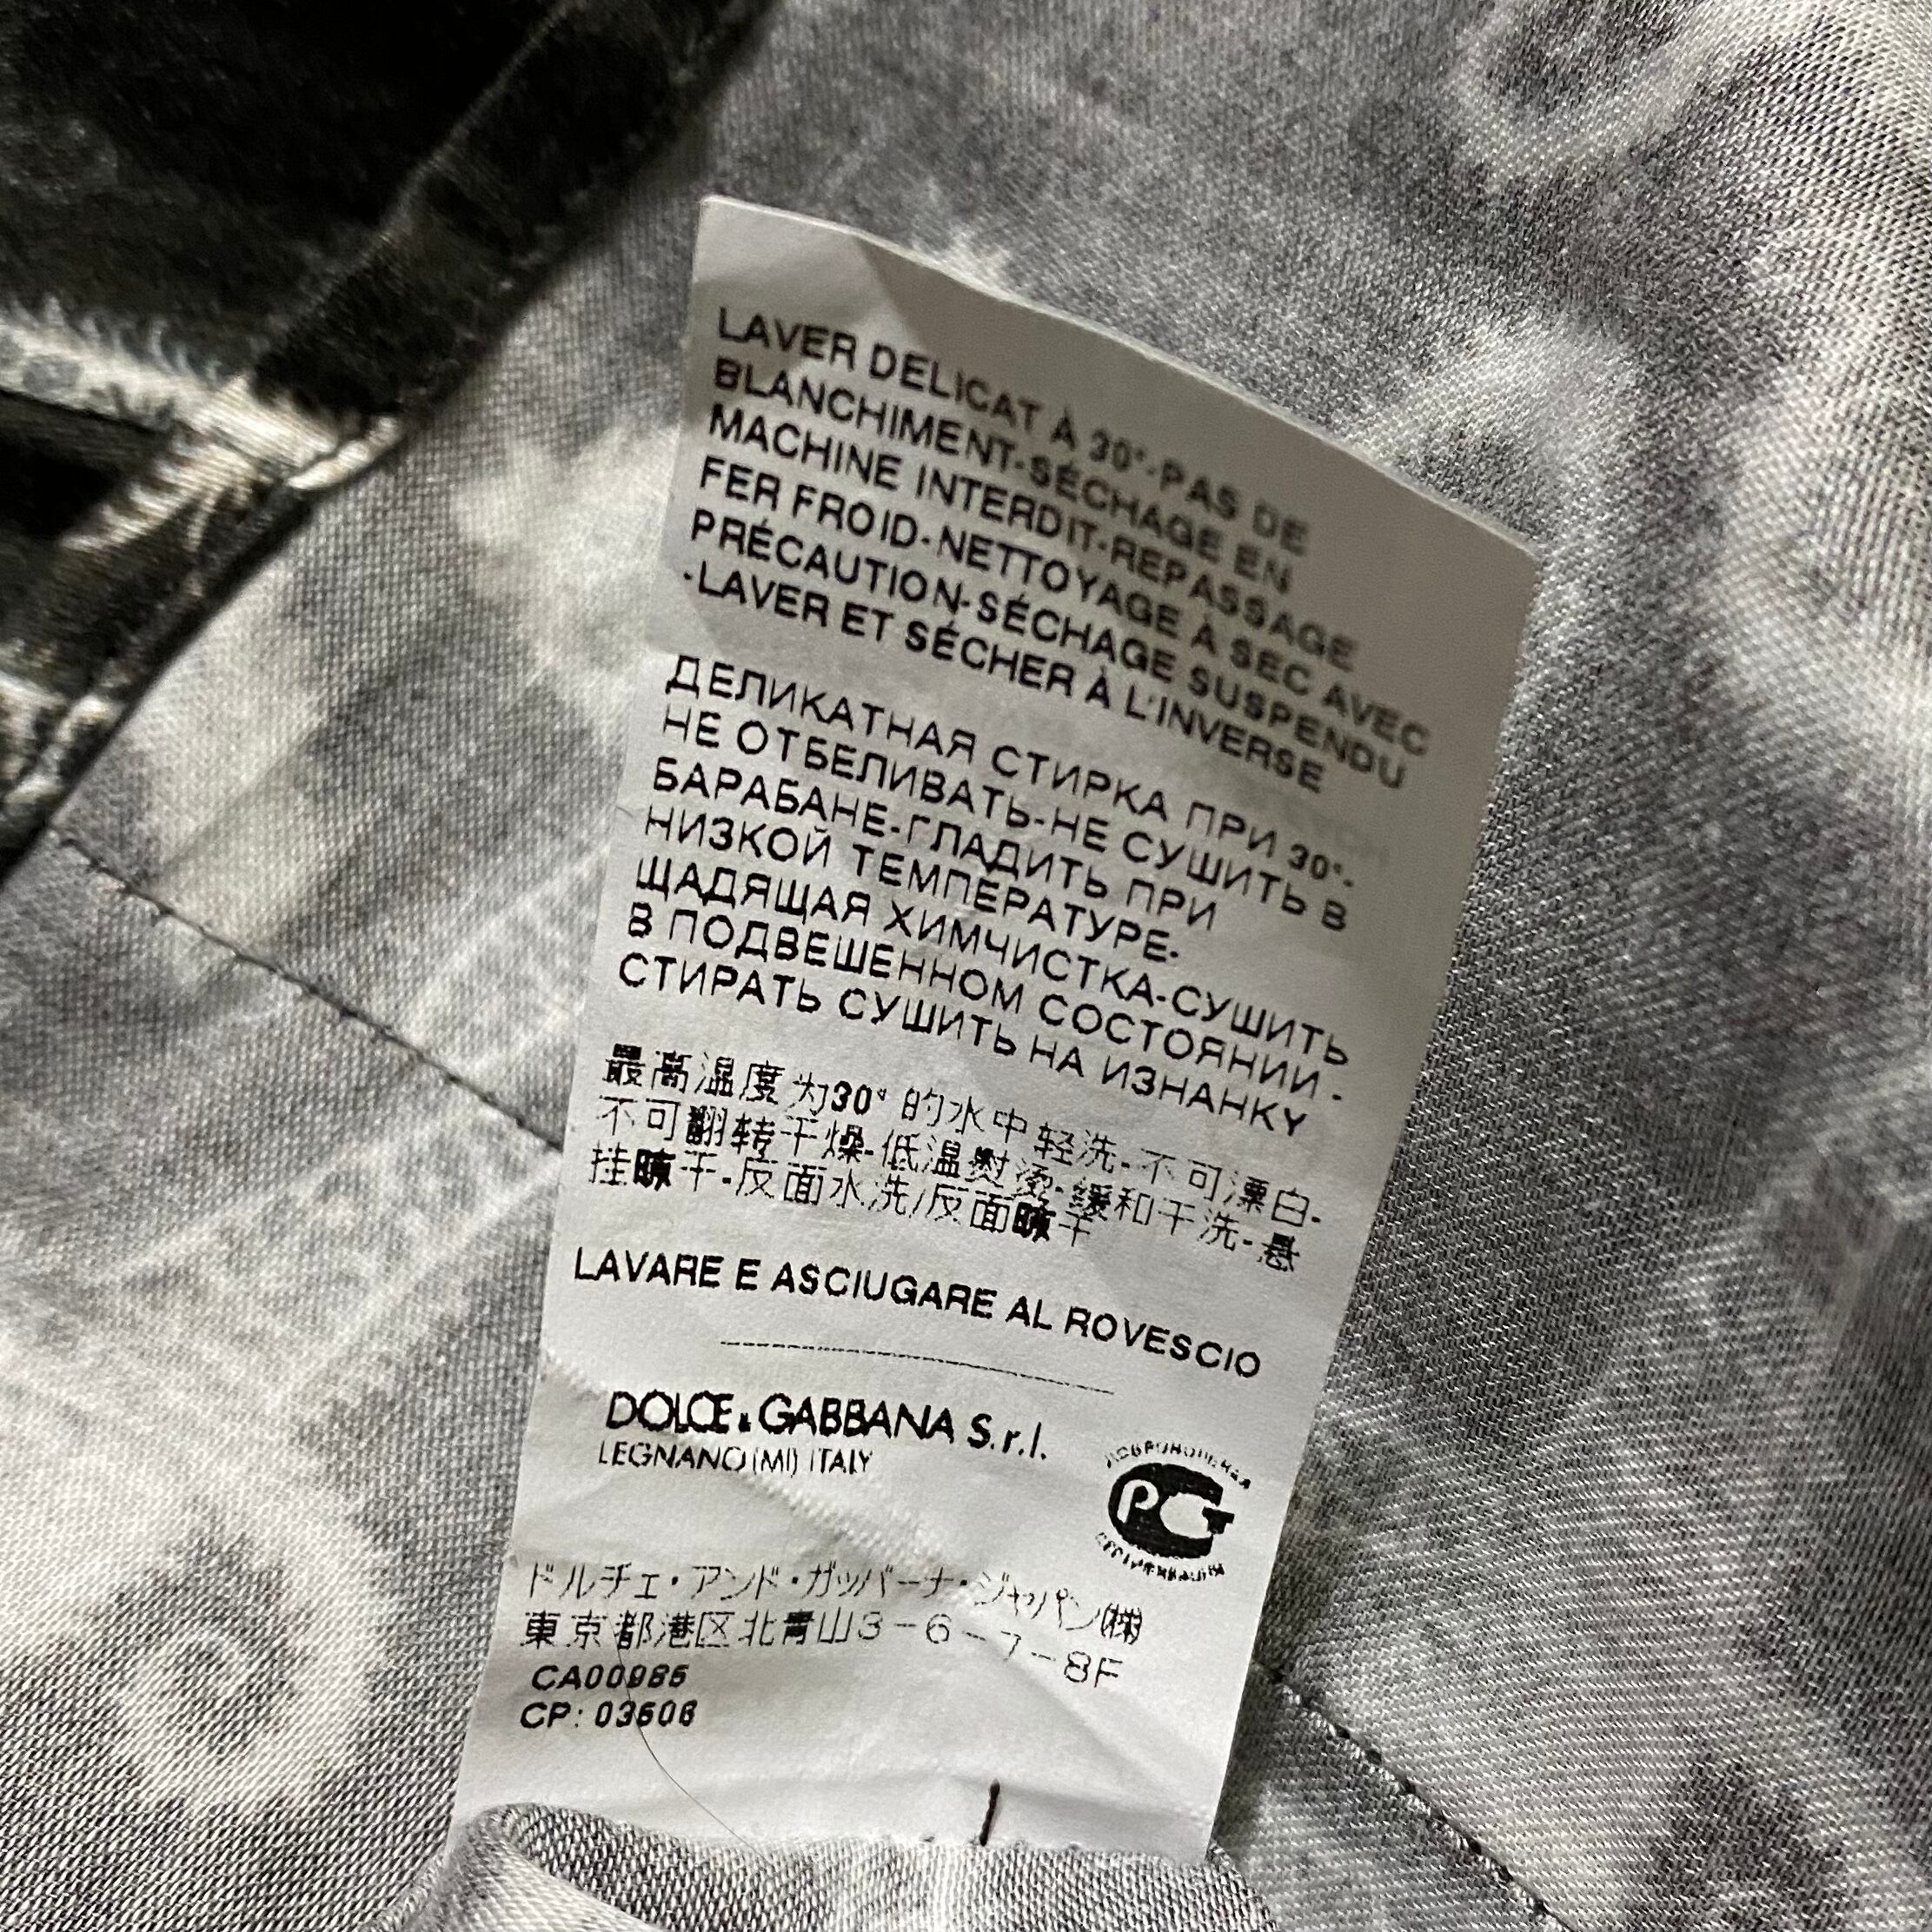 LAVER DELICAT À 30°-PAS DE
BLANCHIMENT-SÉCHAGE EN
MACHINE INTERDIT-REPASSAGE
FER FROID-NETTOYAGE À SEC AVEC
PRÉCAUTION-SÉCHAGE SUSPENDU
-LAVER ET SÉCHER À L'INVERSE
ДЕЛИКАТНАЯ СТИРКА ПРИ 30°-
НЕ ОТБЕЛИВАТЬ-НЕ СУШИТЬ В
БАРАБАНЕ-ГЛАДИТЬ ПРИ
НИЗКОЙ ТЕМПЕРАТУРЕ-
ЩАДЯЩАЯ ХИМЧИСТКА-СУШИТЬ
В ПОДВЕШЕННОМ СОСТОЯНИИ -
СТИРАТЬ СУШИТЬ НА ИЗНАНКУ
最高温度为30° 的水中轻洗-不可漂白-
不可翻转干燥-低温熨烫-缓和干洗-悬
挂晾干-反面水洗/反面晾干
LAVARE E ASCIUGARE AL ROVESCIO
DOLCE & GABBANA S.r.l.
LEGNANO (MI) ITALY
РСТ
ドルチェ・アンド・ガッバーナ・ジャパン(株)
東京都港区北青山3-6-7-8F
CA00985
CP: 03606